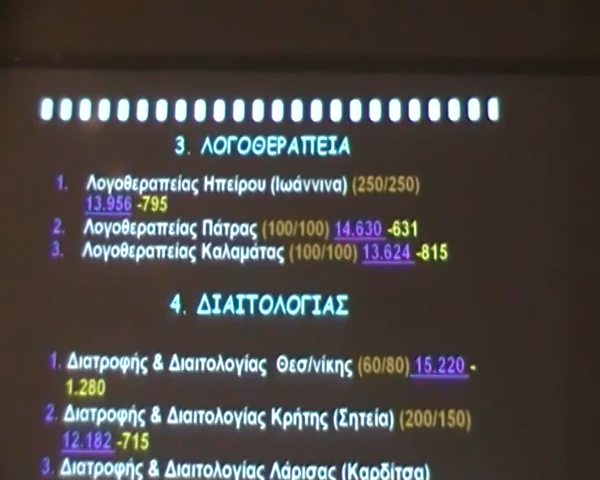 3. ΛΟΓΟΘΕΡΑΠΕΙΑ
1. Λογοθεραπείας Ηπείρου (Ιωάννινα) (250/250)
13.956 -795
2. Λογοθεραπείας Πάτρας (100/100) 14.630 -631
3. Λογοθεραπείας Καλαμάτας (100/100) 13.624 -815
4. ΔΙΑΙΤΟΛΟΓΙΑΣ
1. Διατροφής & Διαιτολογίας Θεσ/νίκης (60/80) 15.220 -
1.280
2. Διατροφής & Διαιτολογίας Κρήτης (Σητεία) (200/150)
12.182 -715
3. Διατροφής & Διαιτολογίας Λάρισας (Καρδίτσα)